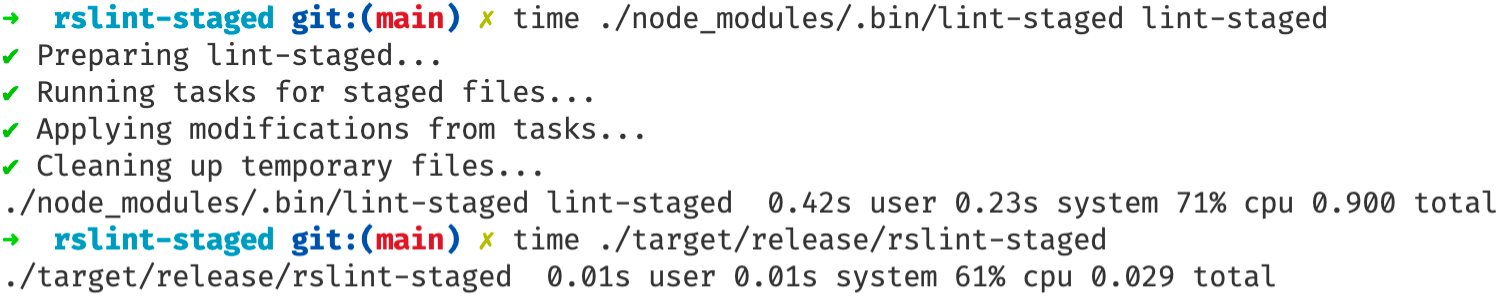 ➜  rslint-staged git:(main) ✗ time ./node_modules/.bin/lint-staged lint-staged
✔ Preparing lint-staged...
✔ Running tasks for staged files...
✔ Applying modifications from tasks...
✔ Cleaning up temporary files...
./node_modules/.bin/lint-staged lint-staged  0.42s user 0.23s system 71% cpu 0.900 total
➜  rslint-staged git:(main) ✗ time ./target/release/rslint-staged
./target/release/rslint-staged  0.01s user 0.01s system 61% cpu 0.029 total